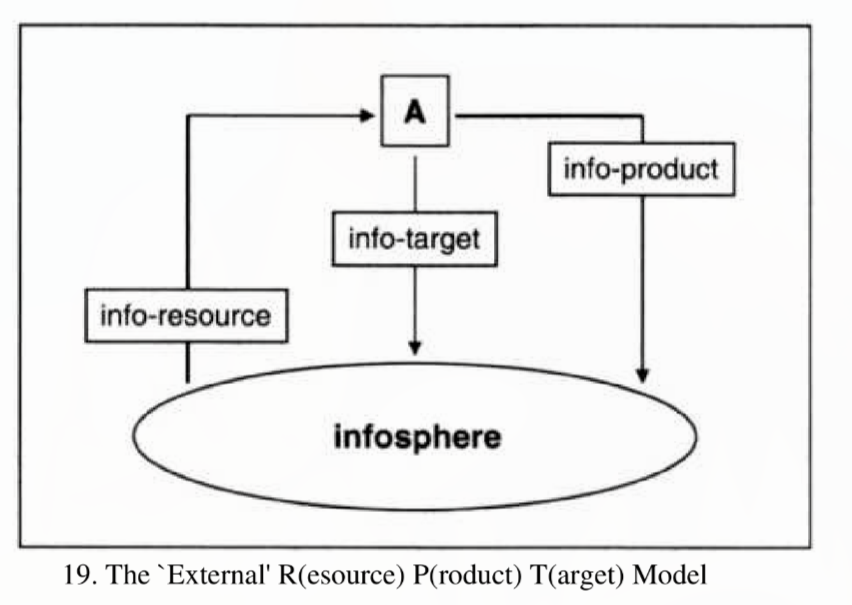 A
info-product
info-target
info-resource
infosphere
19. The `External' R(esource) P(roduct) T(arget) Model